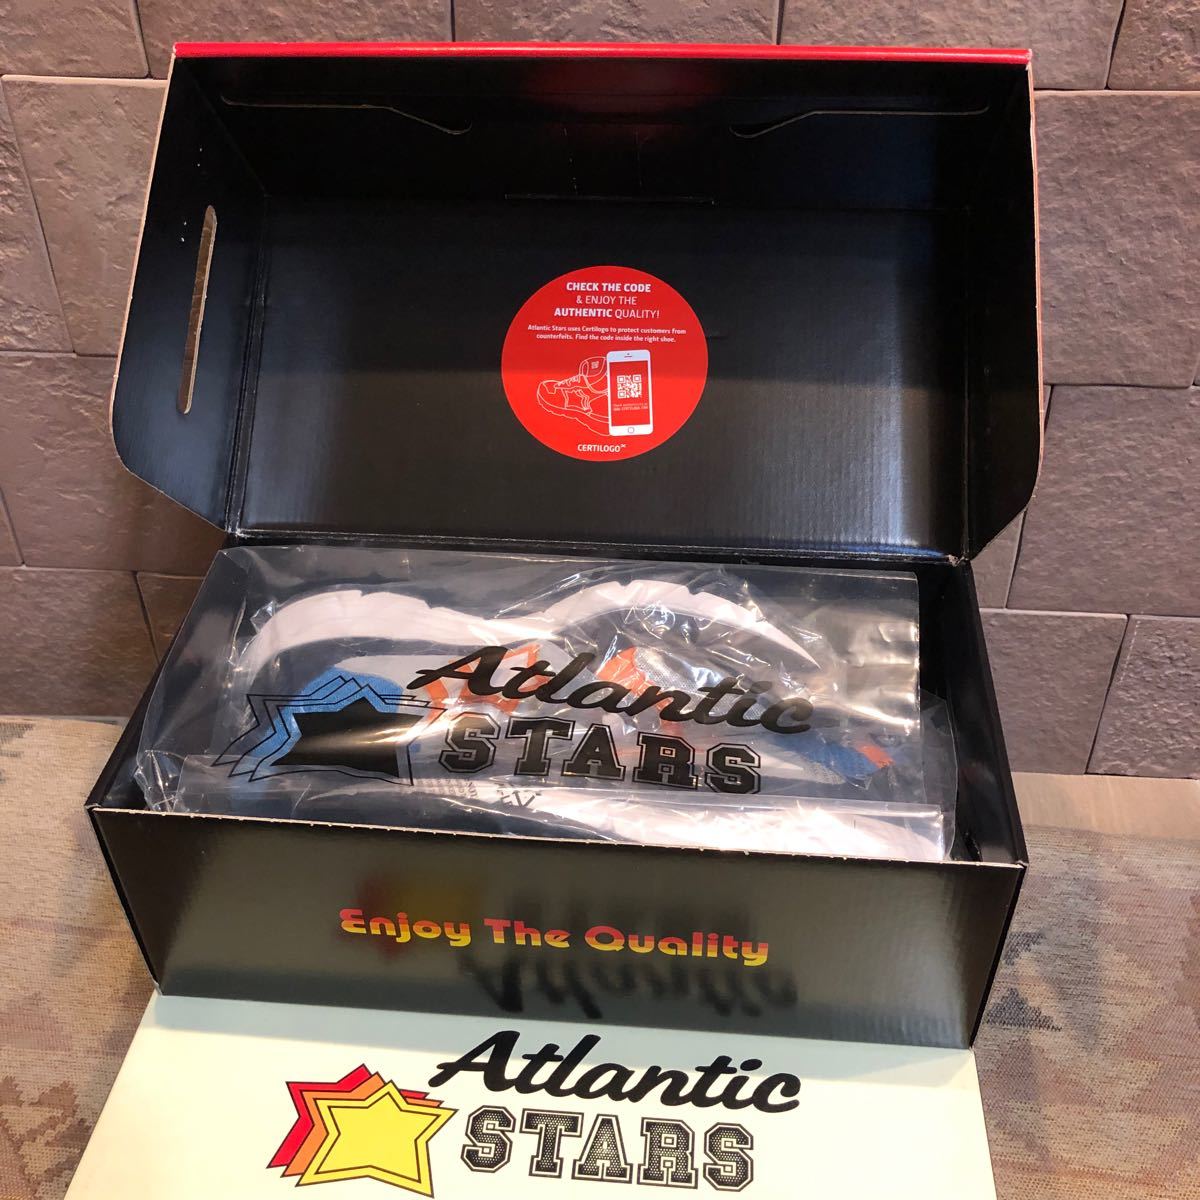 CHECK THE CODE
& ENJOY THE
AUTHENTIC QUALITY!
Atlantic Stars uses Certilogo to protect customers from
counterfeits. Find the code inside the right shoe.
CERTILOGO
Atlantic
STARS
Enjoy The Quality
Atlantic
STARS